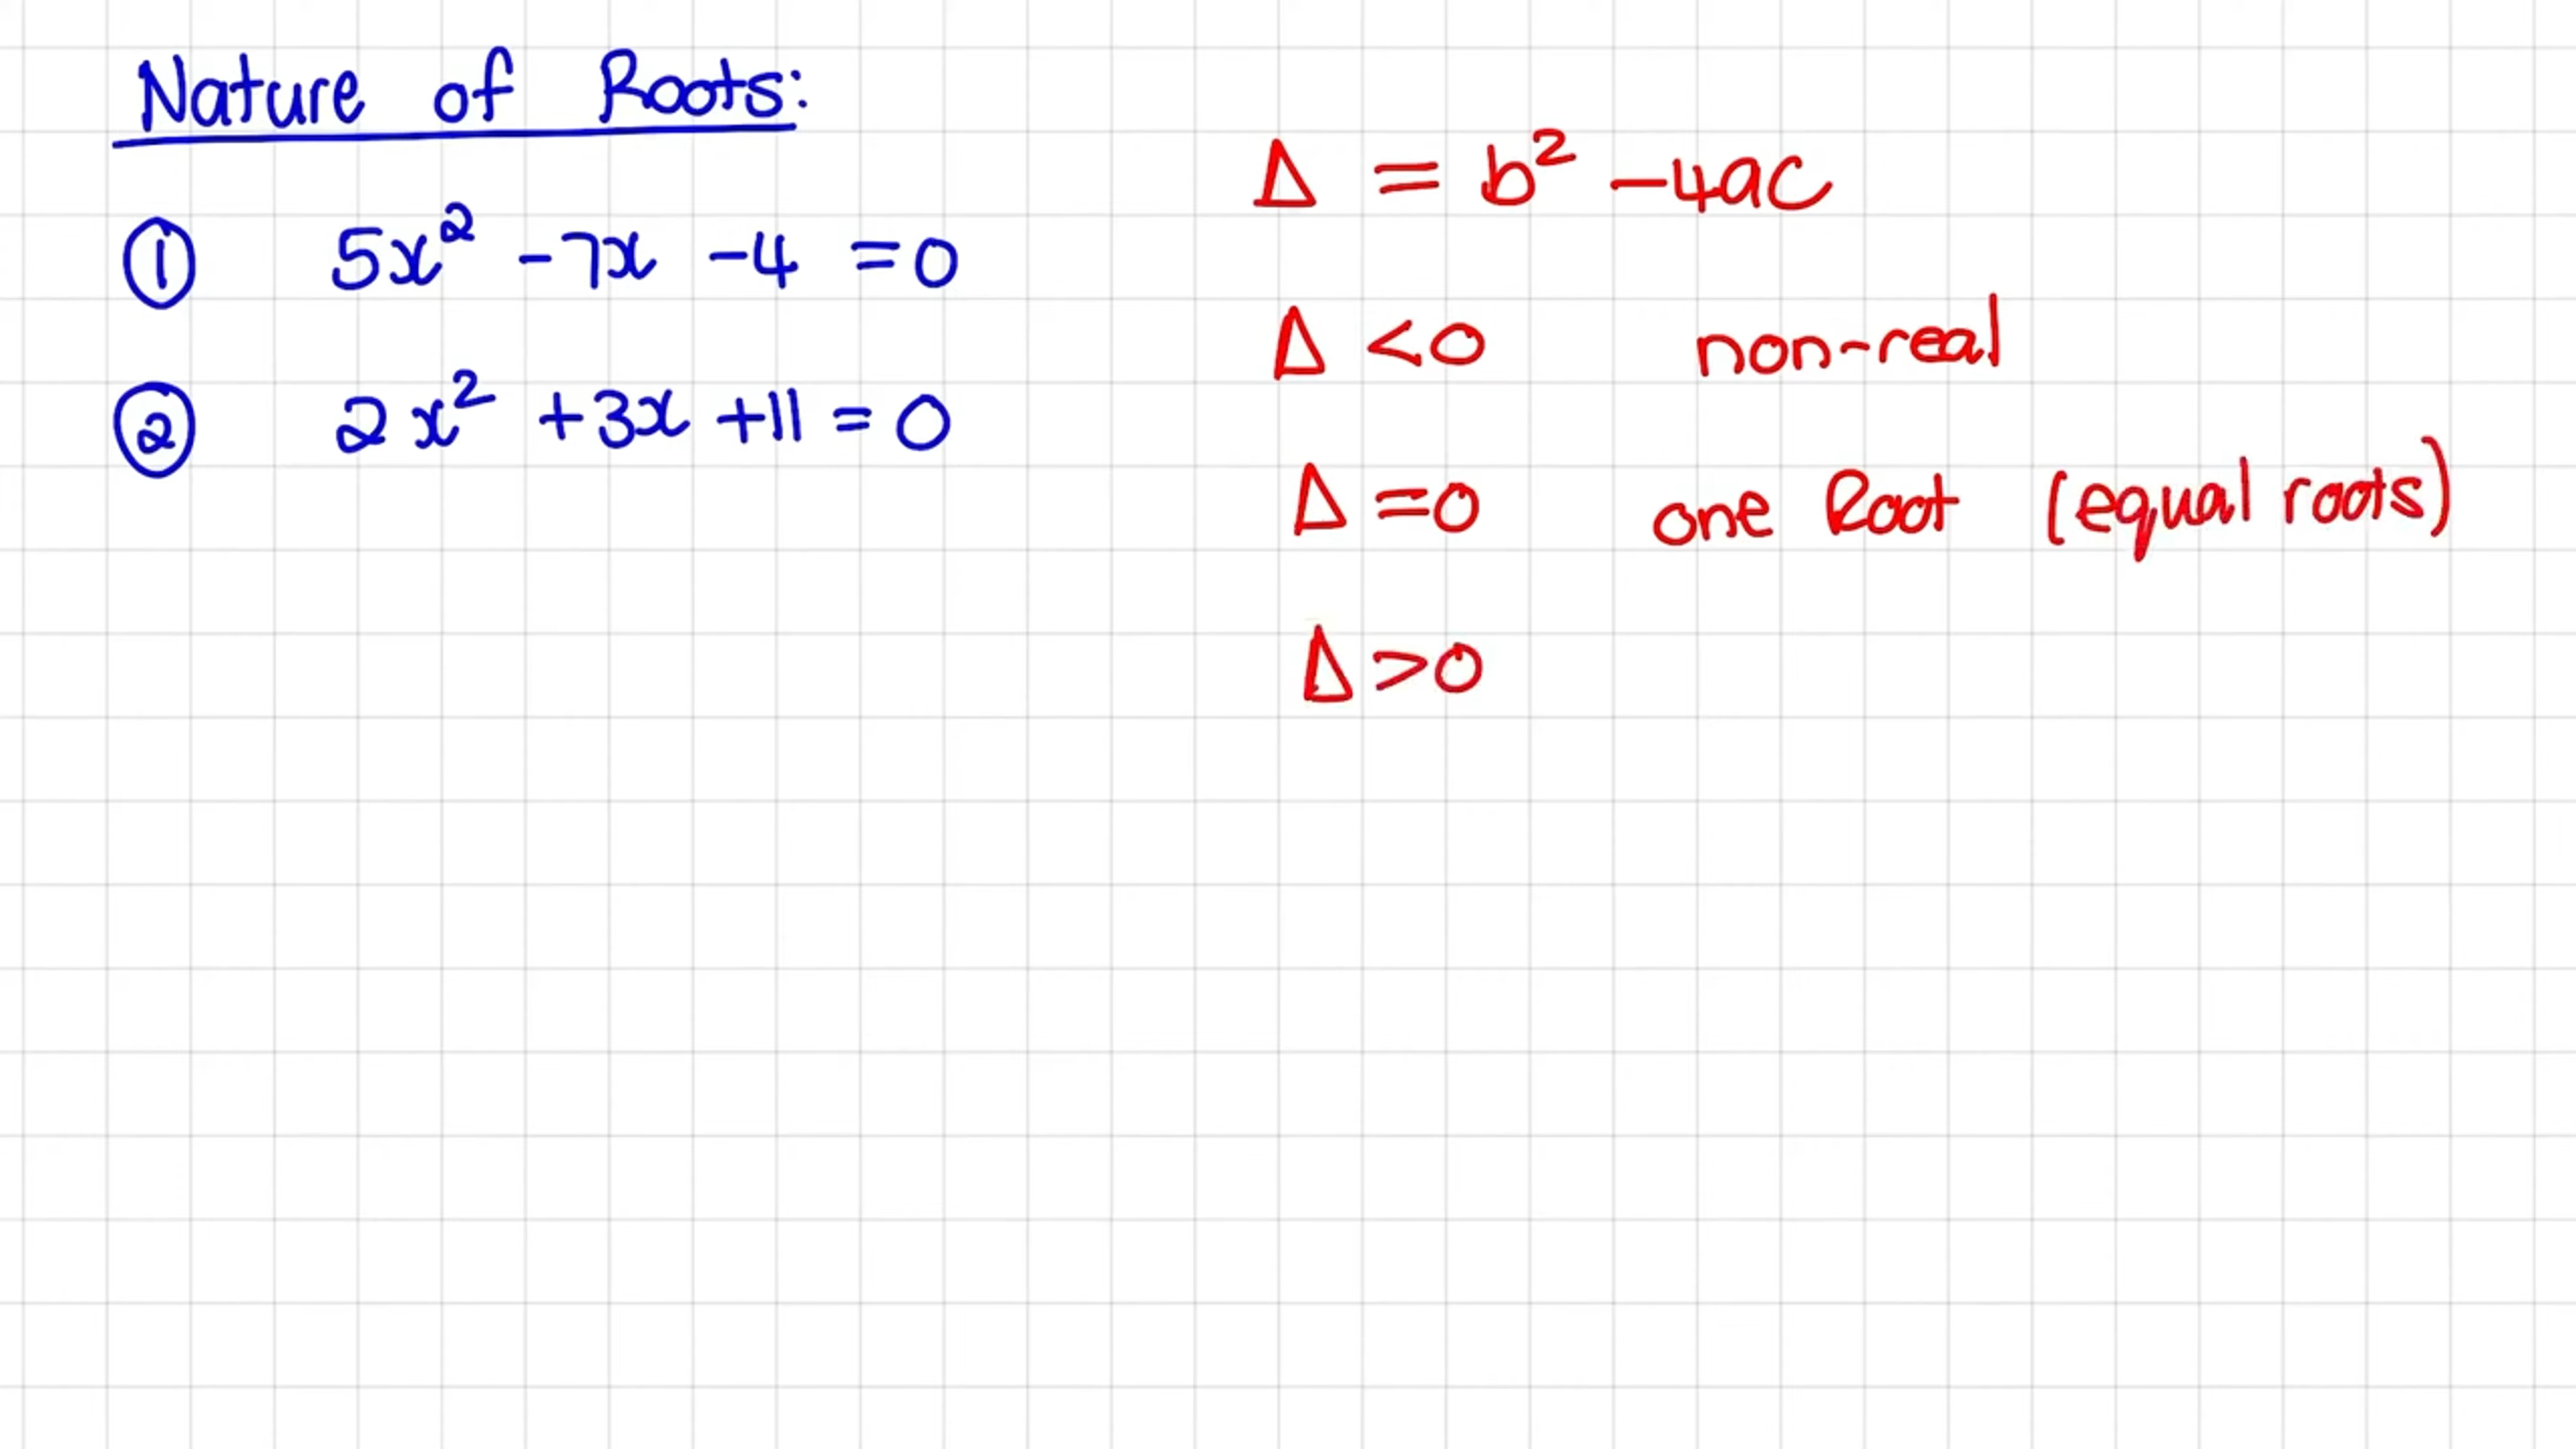 Nature of Roots:
① 5x² -7x -4 =0
② 2x² +3x +11 = 0
Δ = b² -4ac
Δ <0 non-real
Δ =0 one Root (equal roots)
Δ >0